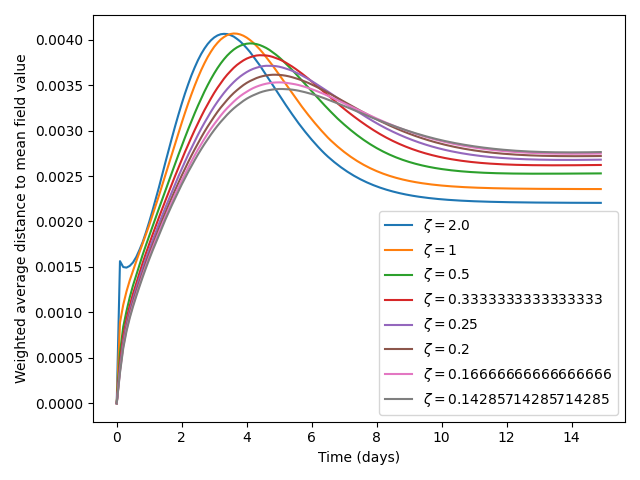 Weighted average distance to mean field value
0.0040
0.0035
0.0030
0.0025
0.0020
0.0015
0.0010
0.0005
0.0000
ζ = 2.0
ζ = 1
ζ = 0.5
ζ = 0.3333333333333333
ζ = 0.25
ζ = 0.2
ζ = 0.16666666666666666
ζ = 0.14285714285714285
0 2 4 6 8 10 12 14
Time (days)